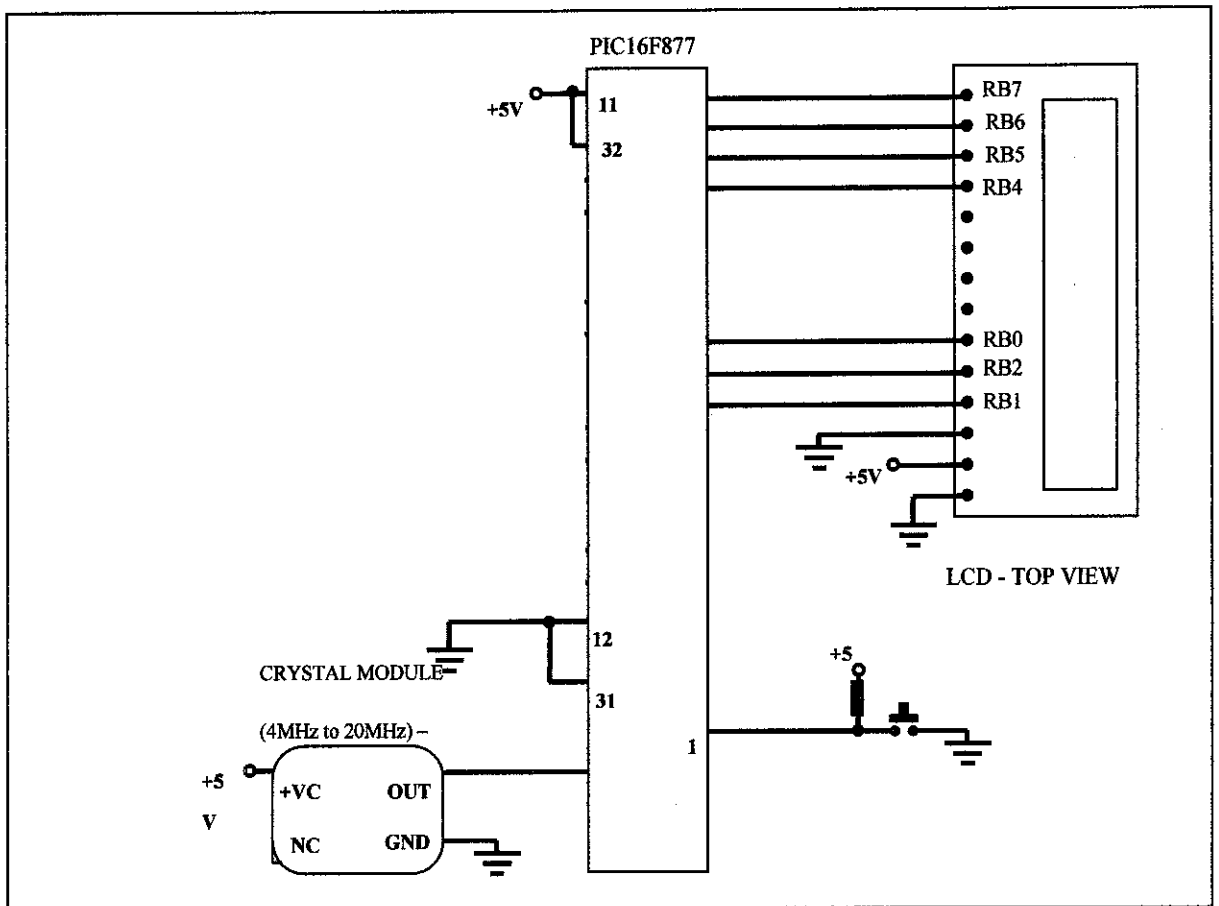 PIC16F877
+5V
11
32
RB7
RB6
RB5
RB4
RB0
RB2
RB1
+5V
LCD - TOP VIEW
12
31
CRYSTAL MODULE
(4MHz to 20MHz) –
+5
V
+VC
OUT
NC
GND
1
+5